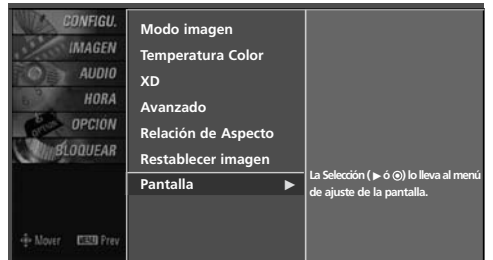 CONFIGU.
IMAGEN
AUDIO
HORA
OPCION
BLOQUEAR
Mover MENU Prev
Modo imagen
Temperatura Color
XD
Avanzado
Relación de Aspecto
Restablecer imagen
Pantalla ►
La Selección ( ► ó ◉) lo lleva al menú
de ajuste de la pantalla.